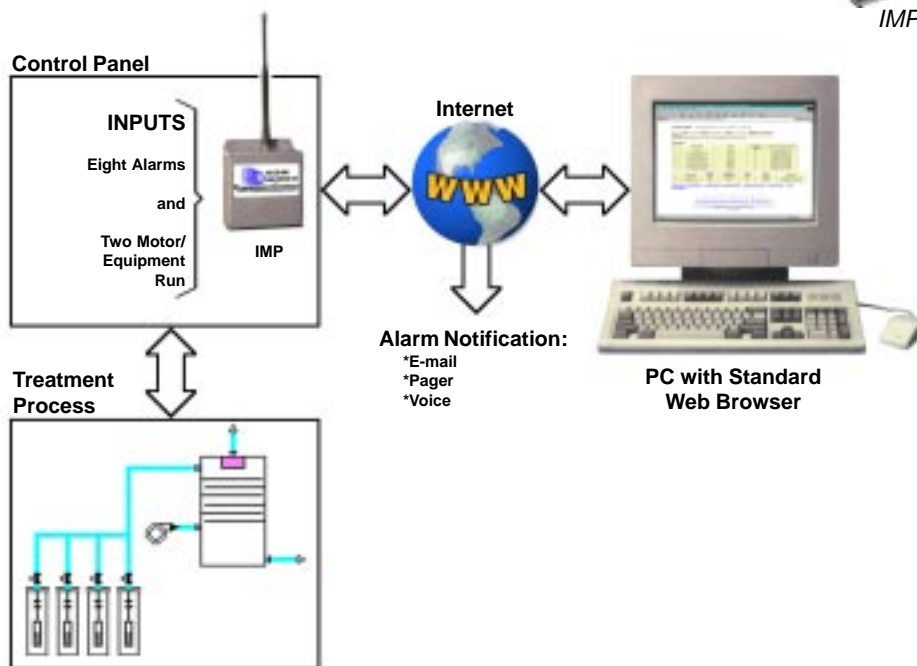 IMP
Control Panel
INPUTS
Eight Alarms
and
Two Motor/
Equipment
Run
IMP
Internet
WWW
Alarm Notification:
*E-mail
*Pager
*Voice
PC with Standard
Web Browser
Treatment
Process